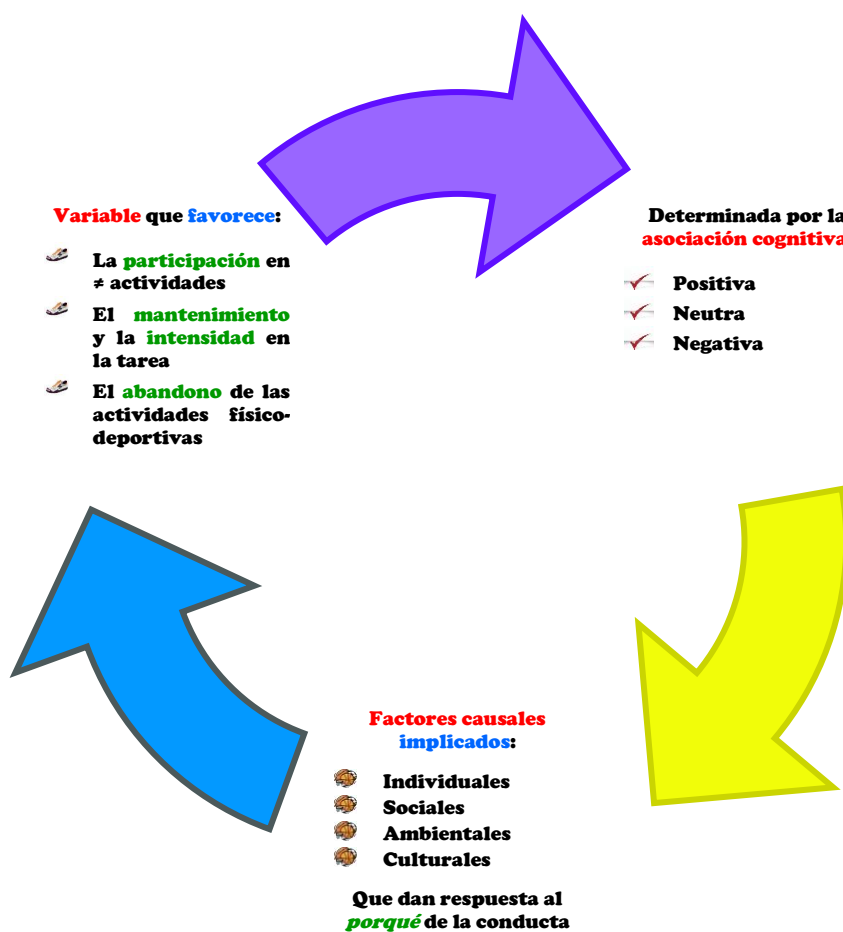 Variable que favorece:
La participación en
≠ actividades
El mantenimiento
y la intensidad en
la tarea
El abandono de las
actividades físico-
deportivas
Determinada por la
asociación cognitiva
Positiva
Neutra
Negativa
Factores causales
implicados:
Individuales
Sociales
Ambientales
Culturales
Que dan respuesta al
porqué de la conducta